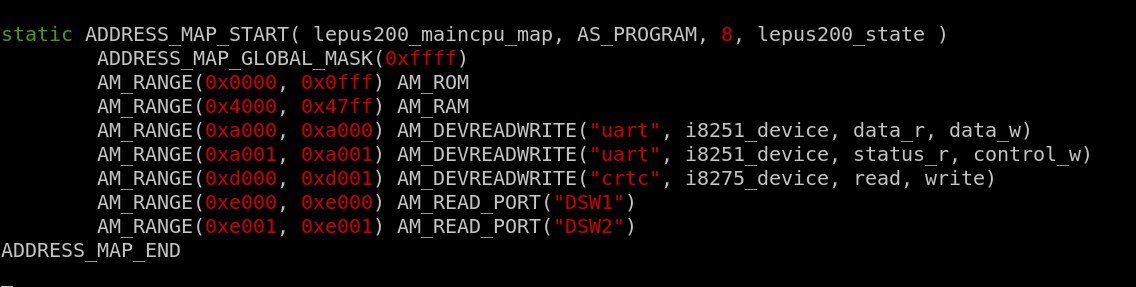 static ADDRESS_MAP_START( lepus200_maincpu_map, AS_PROGRAM, 8, lepus200_state )
ADDRESS_MAP_GLOBAL_MASK(0xffff)
AM_RANGE(0x0000, 0x0fff) AM_ROM
AM_RANGE(0x4000, 0x47ff) AM_RAM
AM_RANGE(0xa000, 0xa000) AM_DEVREADWRITE("uart", i8251_device, data_r, data_w)
AM_RANGE(0xa001, 0xa001) AM_DEVREADWRITE("uart", i8251_device, status_r, control_w)
AM_RANGE(0xd000, 0xd001) AM_DEVREADWRITE("crtc", i8275_device, read, write)
AM_RANGE(0xe000, 0xe000) AM_READ_PORT("DSW1")
AM_RANGE(0xe001, 0xe001) AM_READ_PORT("DSW2")
ADDRESS_MAP_END